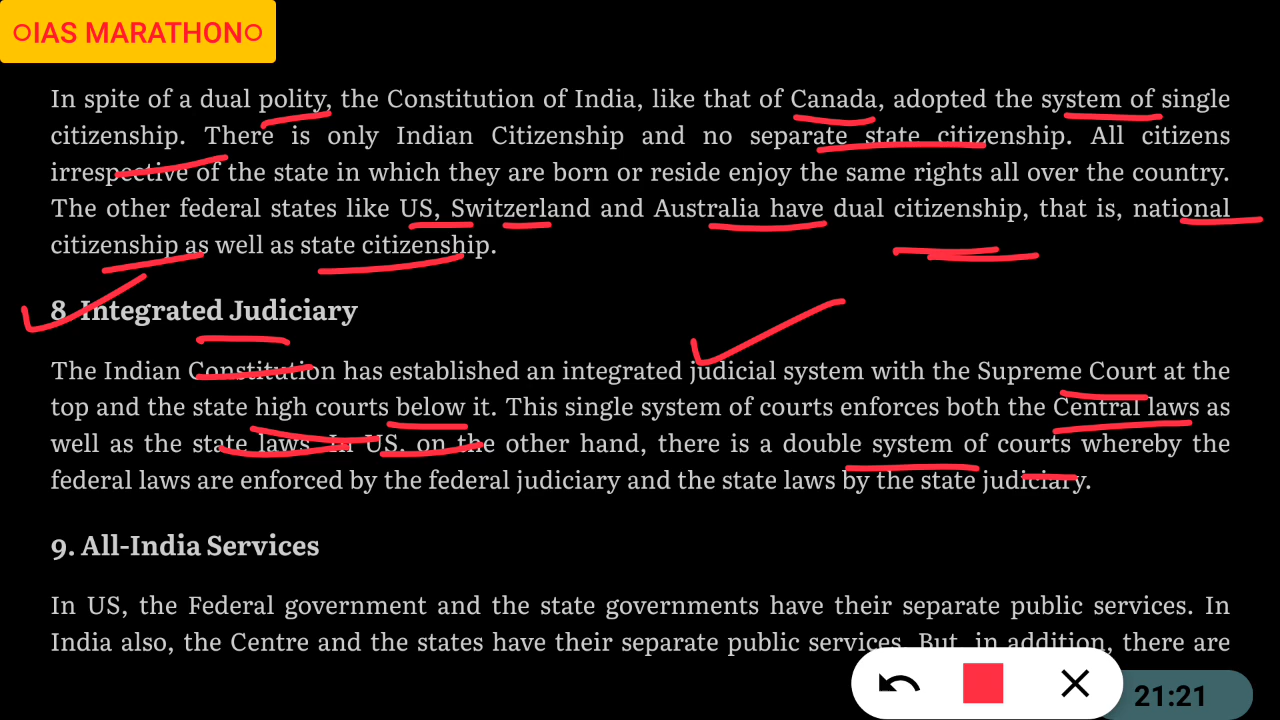 ○IAS MARATHON○
In spite of a dual polity, the Constitution of India, like that of Canada, adopted the system of single
citizenship. There is only Indian Citizenship and no separate state citizenship. All citizens
irrespective of the state in which they are born or reside enjoy the same rights all over the country.
The other federal states like US, Switzerland and Australia have dual citizenship, that is, national
citizenship as well as state citizenship.
8. Integrated Judiciary
The Indian Constitution has established an integrated judicial system with the Supreme Court at the
top and the state high courts below it. This single system of courts enforces both the Central laws as
well as the state laws. In US, on the other hand, there is a double system of courts whereby the
federal laws are enforced by the federal judiciary and the state laws by the state judiciary.
9. All-India Services
In US, the Federal government and the state governments have their separate public services. In
India also, the Centre and the states have their separate public services. But, in addition, there are
21:21